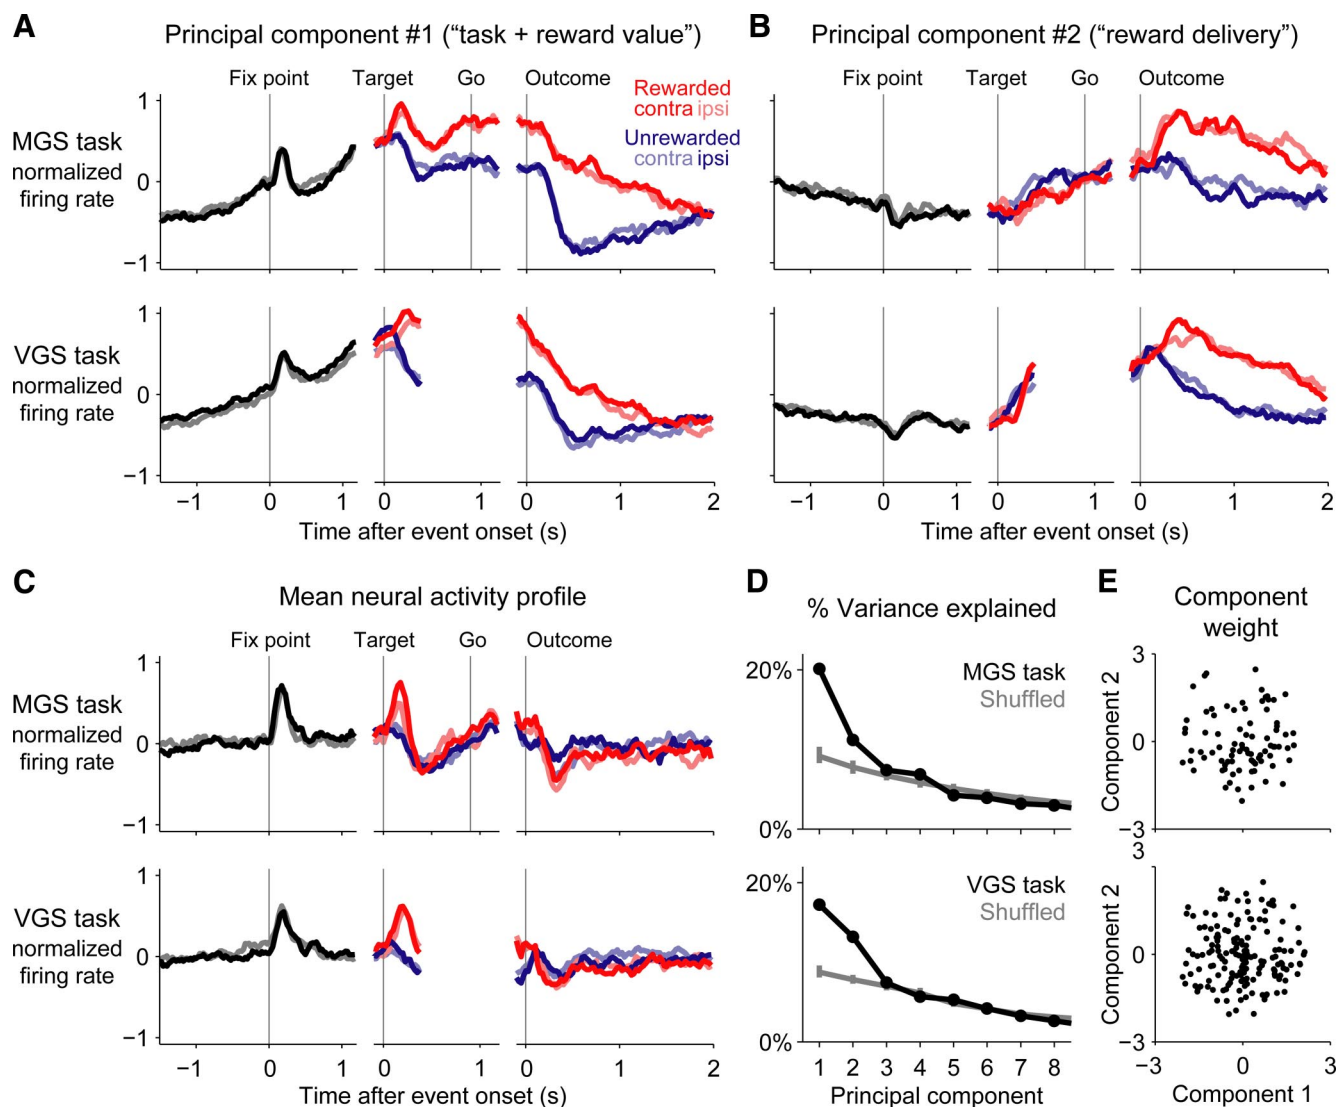 A
Principal component #1 (“task + reward value”)
Fix point Target Go Outcome
Rewarded
contra ipsi
Unrewarded
contra ipsi
MGS task
normalized
firing rate
1
0
−1
VGS task
normalized
firing rate
1
0
−1
−1 0 1 0 1 0 1 2
Time after event onset (s)
B
Principal component #2 (“reward delivery”)
Fix point Target Go Outcome
−1 0 1 0 1 0 1 2
Time after event onset (s)
C
Mean neural activity profile
Fix point Target Go Outcome
MGS task
normalized
firing rate
1
0
−1
VGS task
normalized
firing rate
1
0
−1
−1 0 1 0 1 0 1 2
Time after event onset (s)
D
% Variance explained
20%
MGS task
Shuffled
0%
20%
VGS task
Shuffled
0%
1 2 3 4 5 6 7 8
Principal component
E
Component
weight
3
0
−3
Component 2
3
0
−3
Component 2
−3 0 3
Component 1